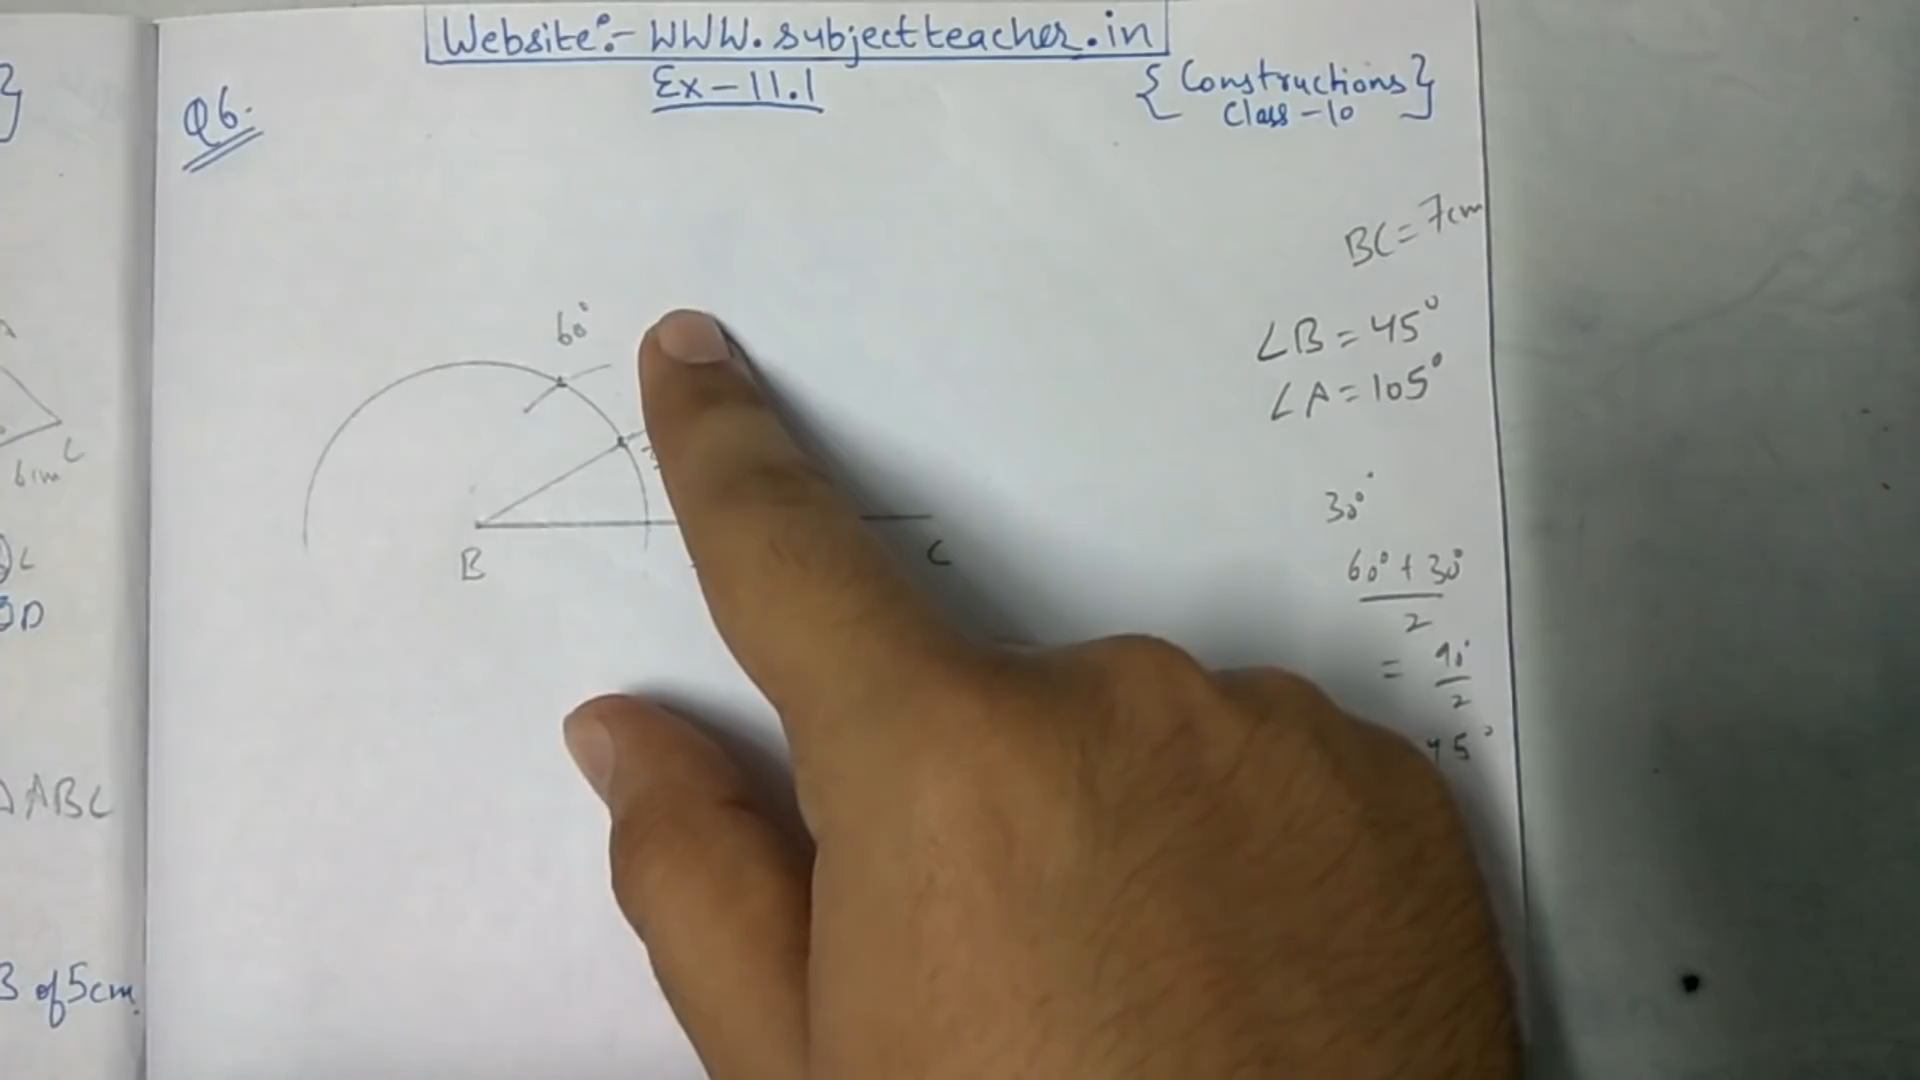 Website:- WWW.subjectteacher.in
Ex-11.1
{Constructions}
Class-10
Q6.
BC=7cm
∠B=45°
∠A=105°
60°
B
C
30°
60°+30°
2
= 90°
2
45°
C
6cm
D
ABC
B of 5cm.